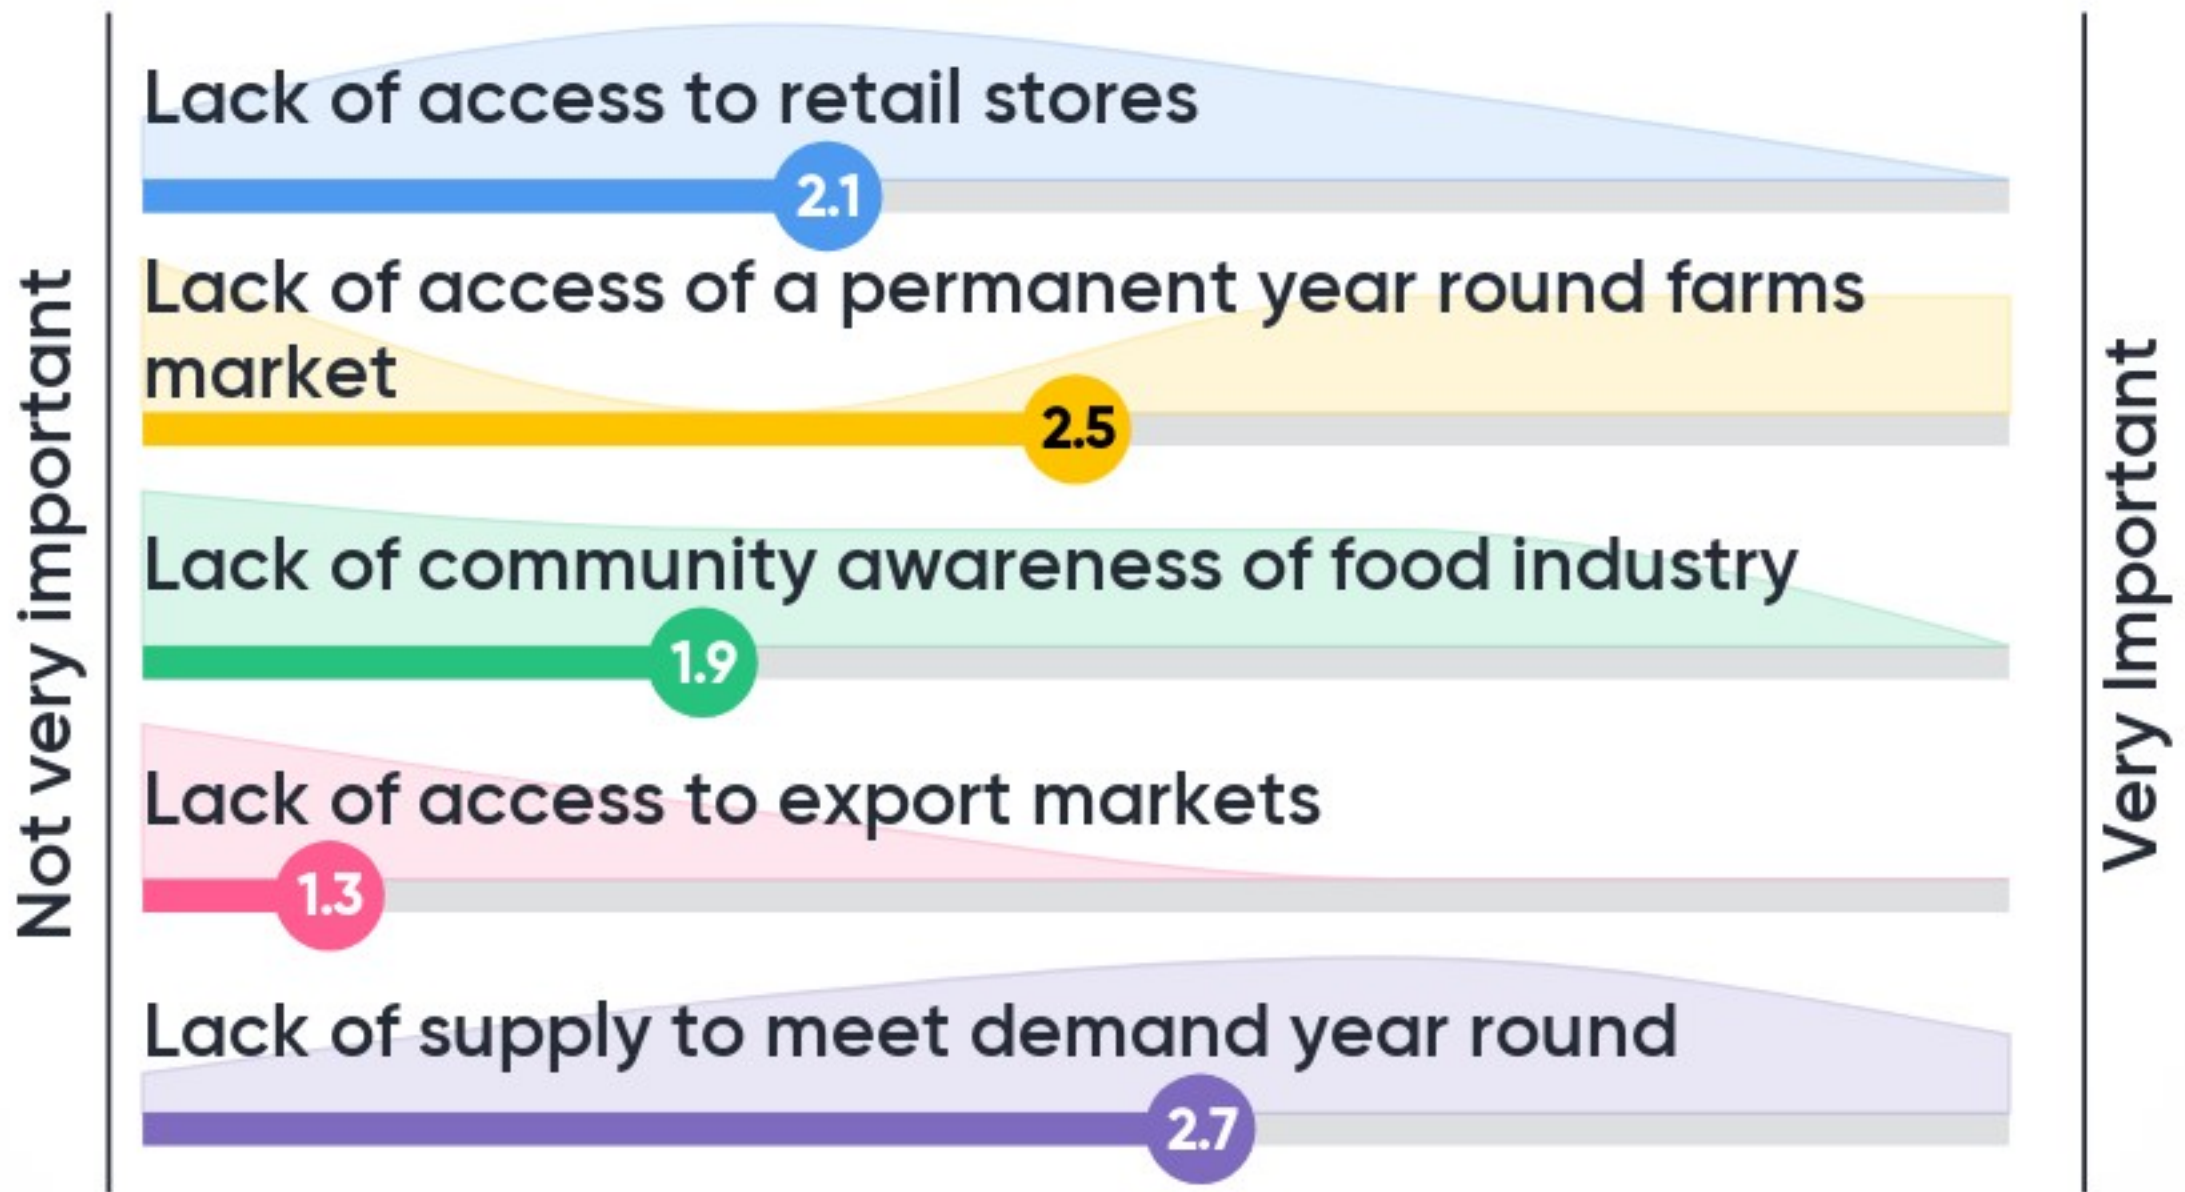 Not very important
Lack of access to retail stores
2.1
Lack of access of a permanent year round farms
market
2.5
Lack of community awareness of food industry
1.9
Lack of access to export markets
1.3
Lack of supply to meet demand year round
2.7
Very Important